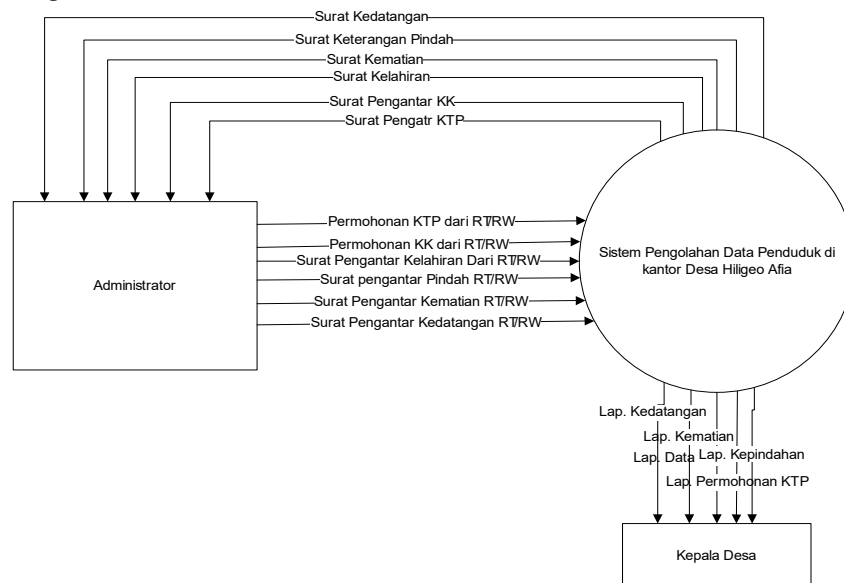 Surat Kedatangan
Surat Keterangan Pindah
Surat Kematian
Surat Kelahiran
Surat Pengantar KK
Surat Pengatr KTP
Permohonan KTP dari RT/RW
Permohonan KK dari RT/RW
Surat Pengantar Kelahiran Dari RT/RW
Surat pengantar Pindah RT/RW
Surat Pengantar Kematian RT/RW
Surat Pengantar Kedatangan RT/RW
Administrator
Sistem Pengolahan Data Penduduk di
kantor Desa Hiligeo Afia
Lap. Kedatangan
Lap. Kematian
Lap. Data
Lap. Kepindahan
Lap. Permohonan KTP
Kepala Desa